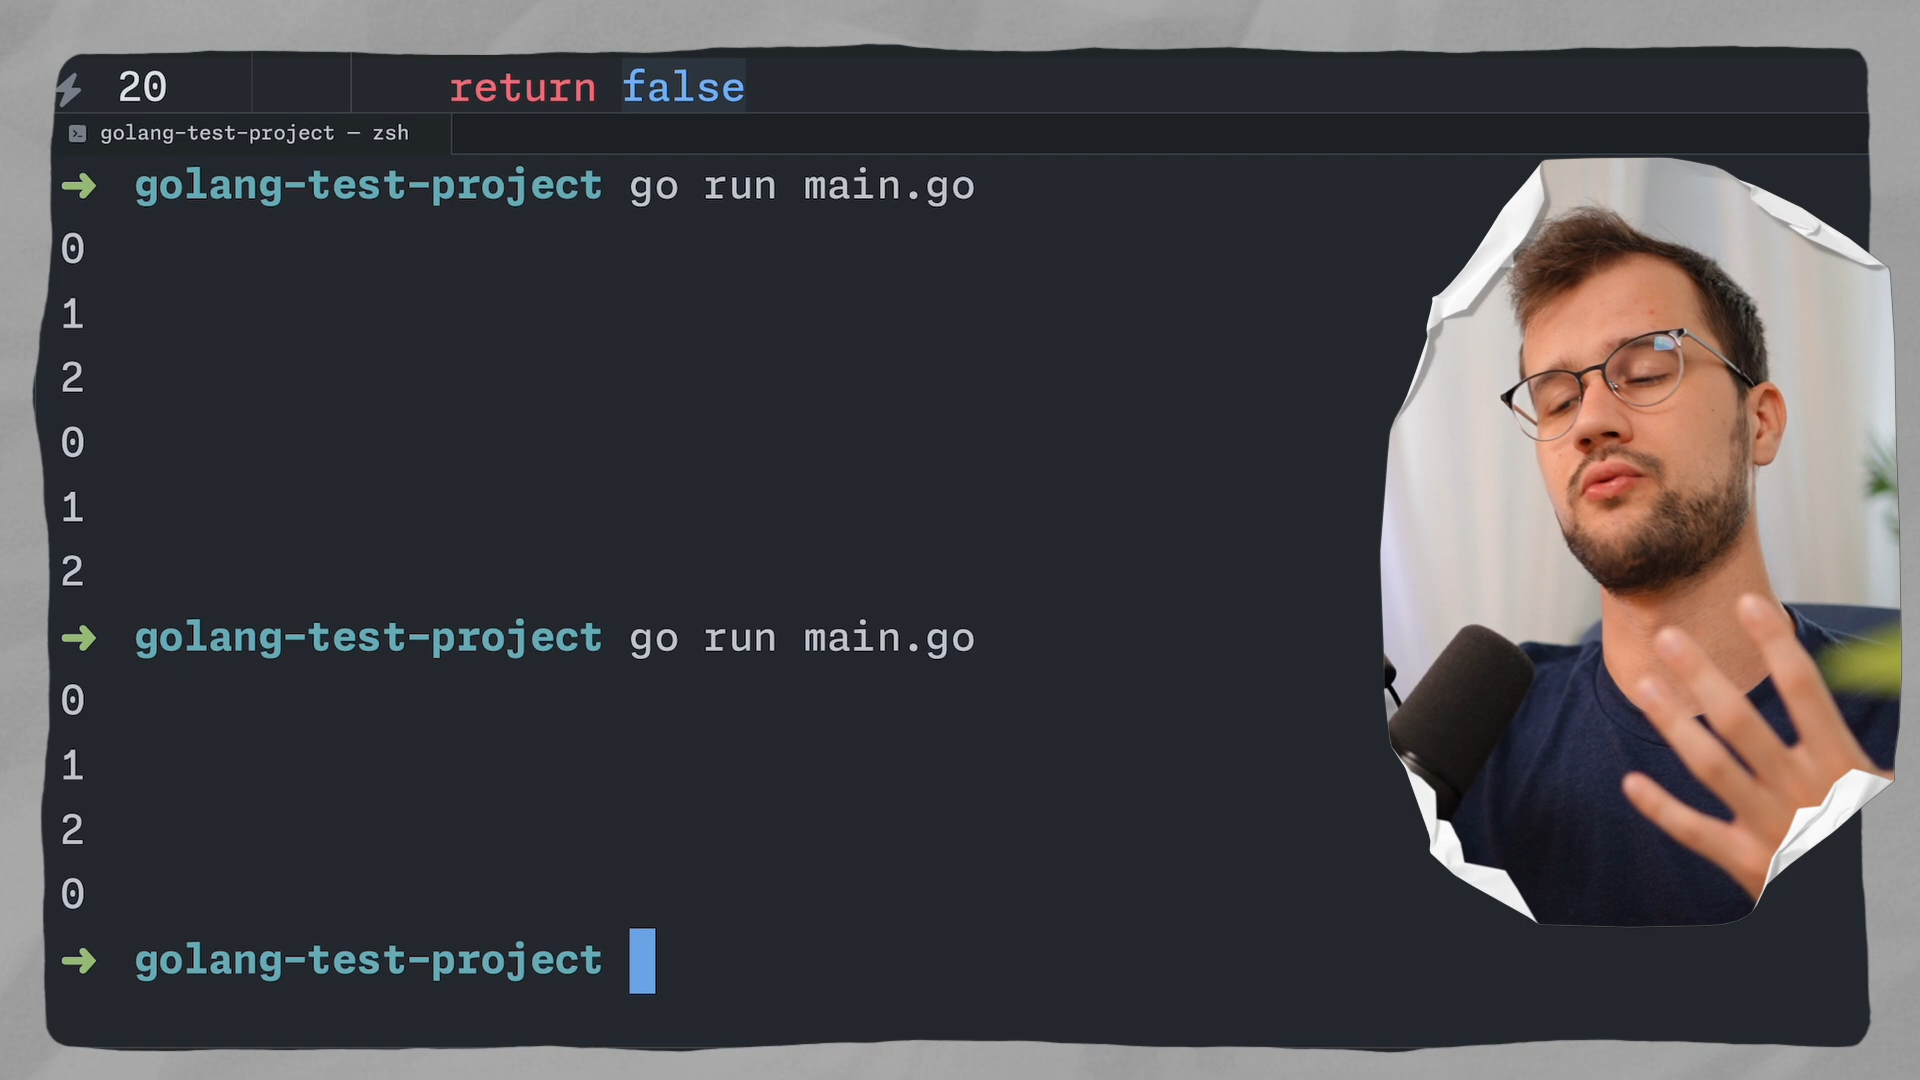 20 return false
golang-test-project — zsh
➜ golang-test-project go run main.go
0
1
2
0
1
2
➜ golang-test-project go run main.go
0
1
2
0
➜ golang-test-project